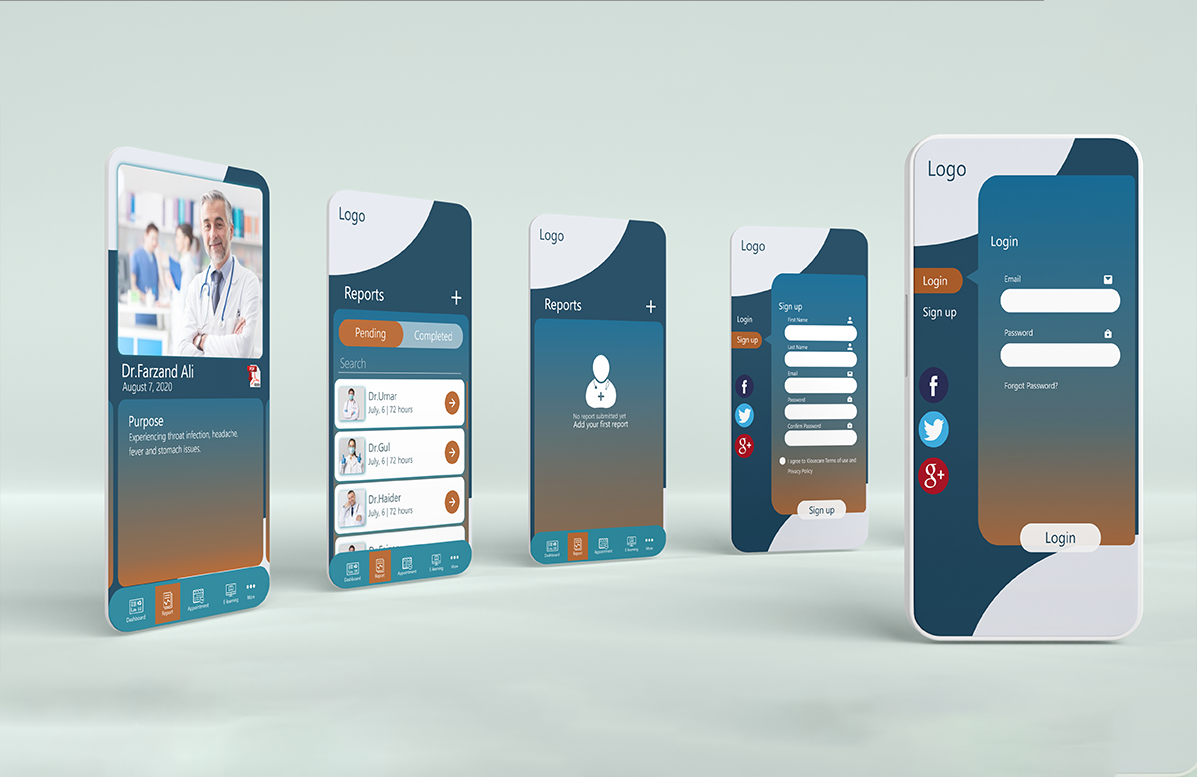 Dr.Farzand Ali
August 7, 2020
Purpose
Experiencing throat infection, headache,
fever and stomach issues.
Dashboard
Report
Appointment
E-learning
More
Logo
Reports
Pending
Completed
Search
Dr.Umar
July, 6 | 72 hours
Dr.Gul
July, 6 | 72 hours
Dr.Haider
July, 6 | 72 hours
Dashboard
Report
Appointment
E-learning
More
Logo
Reports
No report submitted yet
Add your first report
Dashboard
Report
Appointment
E-learning
More
Logo
Login
Sign up
Sign up
First Name
Last Name
Email
Password
Confirm Password
I agree to Klosecare Terms of use and
Privacy Policy
Sign up
Logo
Login
Sign up
Login
Email
Password
Forgot Password?
Login